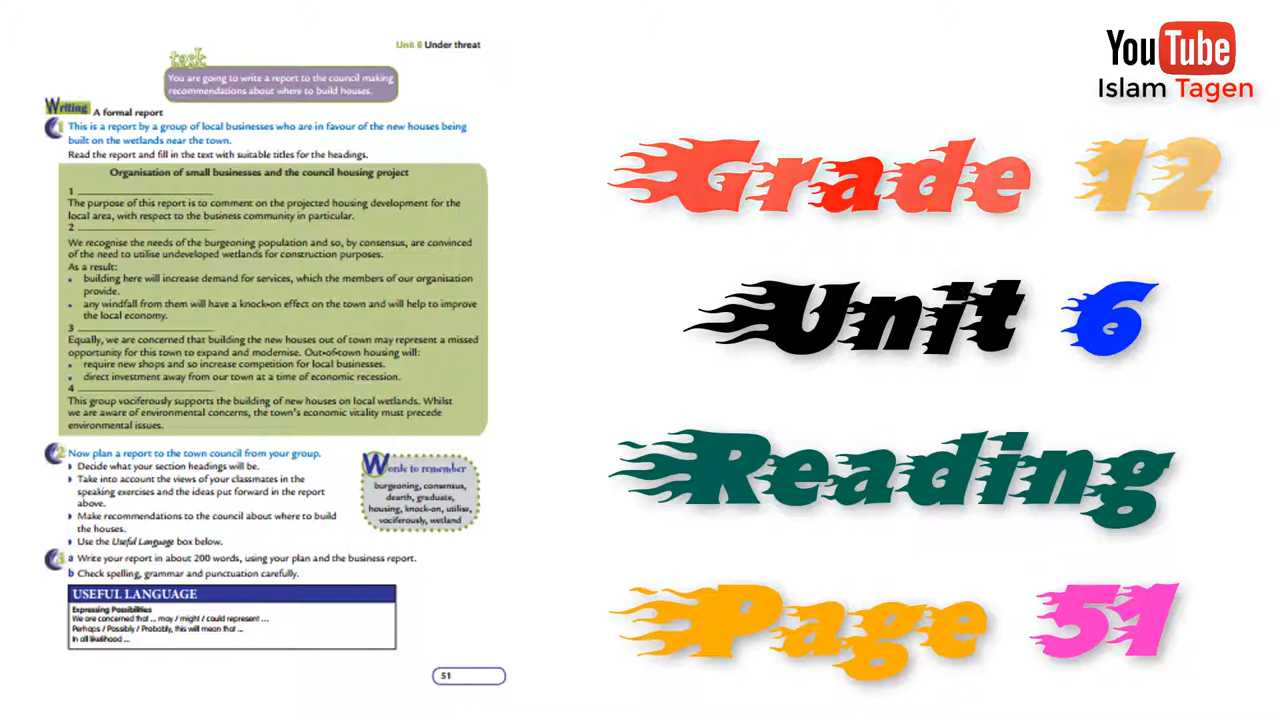 Unit 6 Under threat
task
You are going to write a report to the council making
recommendations about where to build houses.
Writing A formal report
1 This is a report by a group of local businesses who are in favour of the new houses being
built on the wetlands near the town.
Read the report and fill in the text with suitable titles for the headings.
Organisation of small businesses and the council housing project
1 ____________________
The purpose of this report is to comment on the projected housing development for the
local area, with respect to the business community in particular.
2 ____________________
We recognise the needs of the burgeoning population and so, by consensus, are convinced
of the need to utilise undeveloped wetlands for construction purposes.
As a result:
• building here will increase demand for services, which the members of our organisation
provide.
• any windfall from them will have a knock-on effect on the town and will help to improve
the local economy.
3 ____________________
Equally, we are concerned that building the new houses out of town may represent a missed
opportunity for this town to expand and modernise. Out-of-town housing will:
• require new shops and so increase competition for local businesses.
• direct investment away from our town at a time of economic recession.
4 ____________________
This group vociferously supports the building of new houses on local wetlands. Whilst
we are aware of environmental concerns, the town's economic vitality must precede
environmental issues.
2 Now plan a report to the town council from your group.
Decide what your section headings will be.
Take into account the views of your classmates in the
speaking exercises and the ideas put forward in the report
above.
Make recommendations to the council about where to build
the houses.
Use the Useful Language box below.
Words to remember
burgeoning, consensus,
dearth, graduate,
housing, knock-on, utilise,
vociferously, wetland
3 a Write your report in about 200 words, using your plan and the business report.
b Check spelling, grammar and punctuation carefully.
USEFUL LANGUAGE
Expressing Possibilities
We are concerned that ... may / might / could represent ...
Perhaps / Possibly / Probably, this will mean that ...
In all likelihood ...
51
YouTube
Islam Tagen
Grade 12
Unit 6
Reading
Page 51